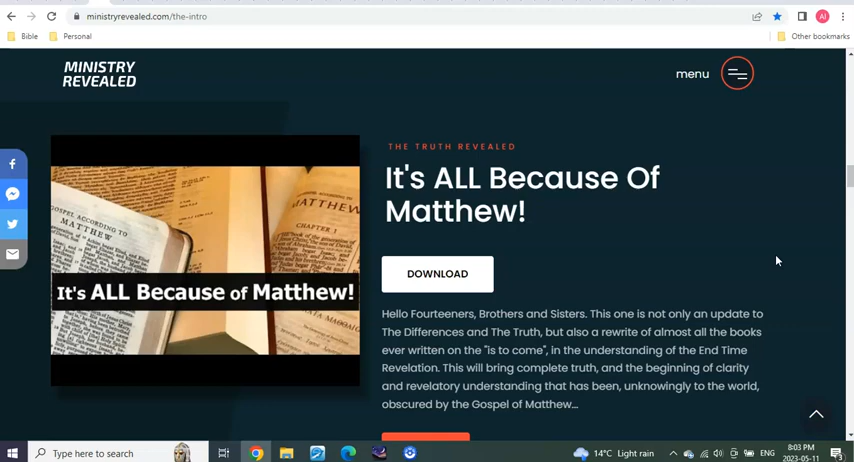 ministryrevealed.com/the-intro
AI
Bible
Personal
Other bookmarks
MINISTRY
REVEALED
menu
THE TRUTH REVEALED
It's ALL Because Of
Matthew!
GOSPEL ACCORDING TO
MATTHEW
MATTHEW
CHAPTER 1
It's ALL Because of Matthew!
DOWNLOAD
Hello Fourteeners, Brothers and Sisters. This one is not only an update to
The Differences and The Truth, but also a rewrite of almost all the books
ever written on the "is to come", in the understanding of the End Time
Revelation. This will bring complete truth, and the beginning of clarity
and revelatory understanding that has been, unknowingly to the world,
obscured by the Gospel of Matthew...
Type here to search
14°C Light rain
ENG
8:03 PM
2023-05-11
3